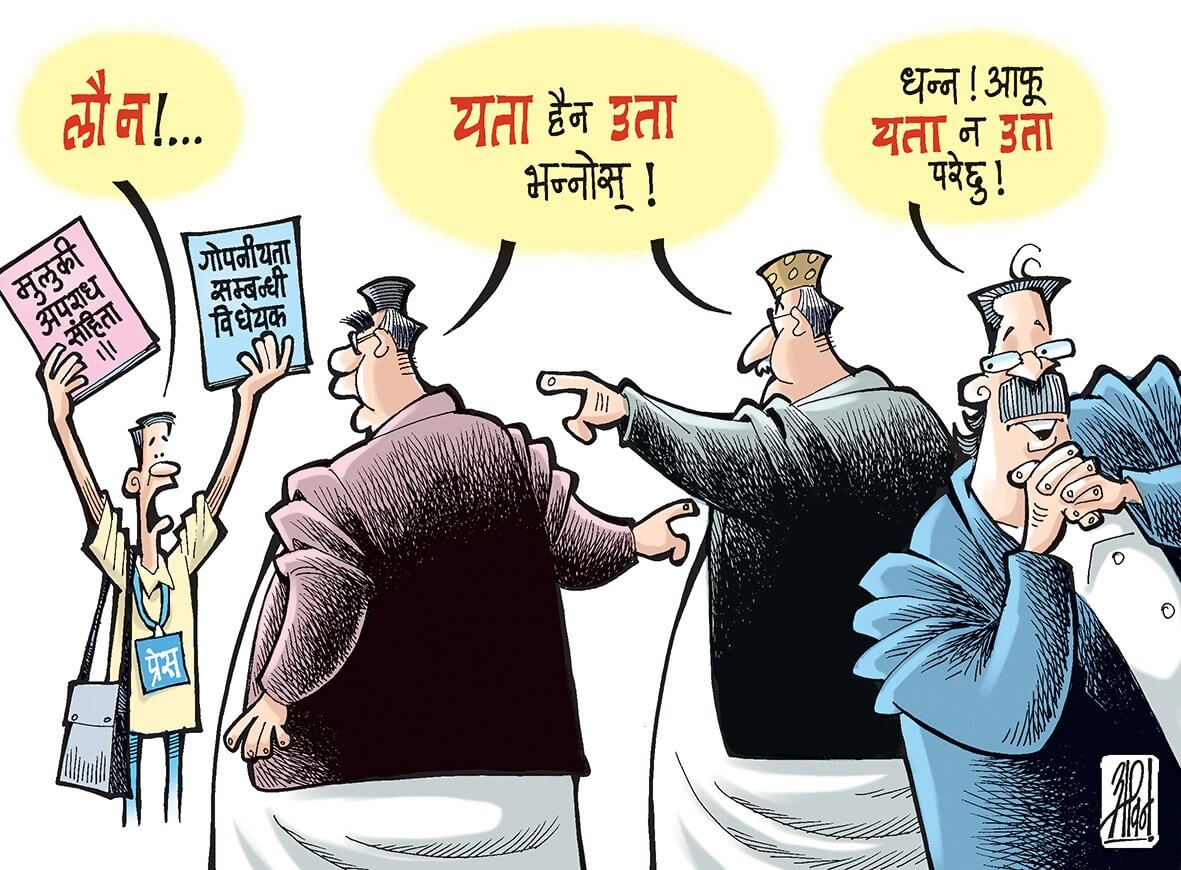 लौ न!...
यता हैन उता
भन्नोस् !
धन्न ! आफू
यता न उता
परेछु !
मुलुकी
अपराध
संहिता
!!!
गोपनीयता
सम्बन्धी
विधेयक
प्रेस